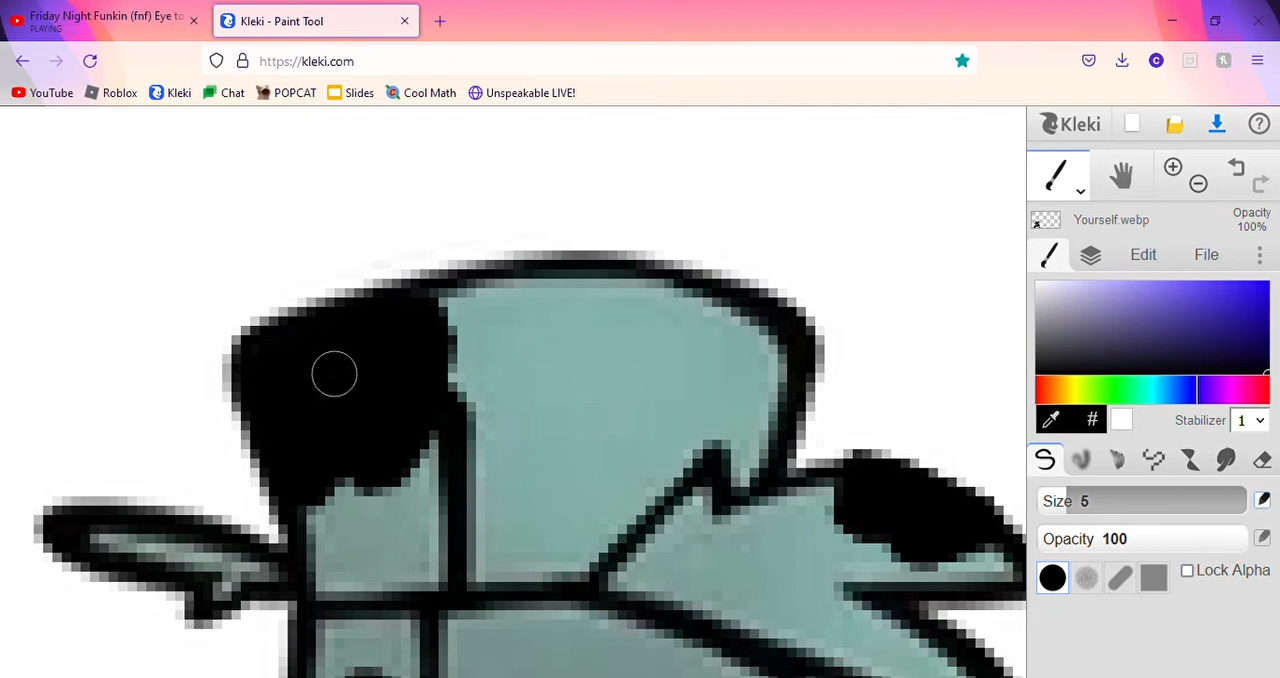 Friday Night Funkin (fnf) Eye to
PLAYING
Kleki - Paint Tool
https://kleki.com
YouTube Roblox Kleki Chat POPCAT Slides Cool Math Unspeakable LIVE!
Kleki
Yourself.webp
Opacity
100%
Edit File
# Stabilizer 1
Size 5
Opacity 100
Lock Alpha